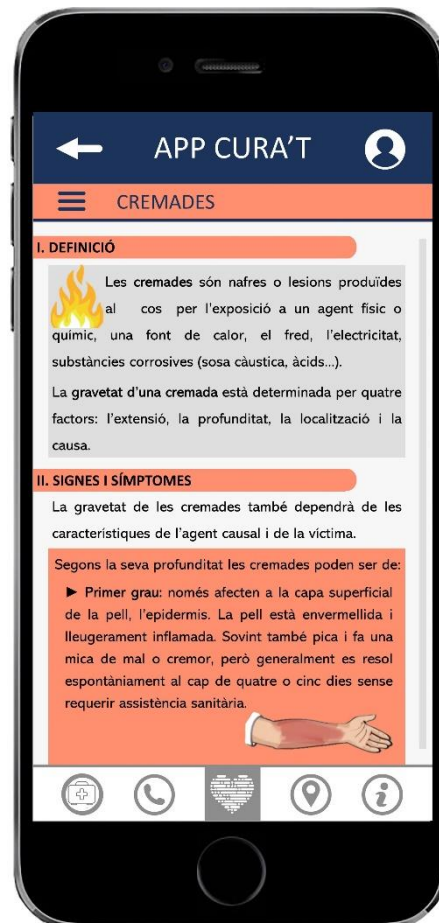 APP CURA'T
CREMADES
I. DEFINICIÓ
Les cremades són nafres o lesions produïdes
al cos per l'exposició a un agent físic o
químic, una font de calor, el fred, l'electricitat,
substàncies corrosives (sosa càustica, àcids...).
La gravetat d'una cremada està determinada per quatre
factors: l'extensió, la profunditat, la localització i la
causa.
II. SIGNES I SÍMPTOMES
La gravetat de les cremades també dependrà de les
característiques de l'agent causal i de la víctima.
Segons la seva profunditat les cremades poden ser de:
► Primer grau: només afecten a la capa superficial
de la pell, l'epidermis. La pell està envermellida i
lleugerament inflamada. Sovint també pica i fa una
mica de mal o cremor, però generalment es resol
espontàniament al cap de quatre o cinc dies sense
requerir assistència sanitària.